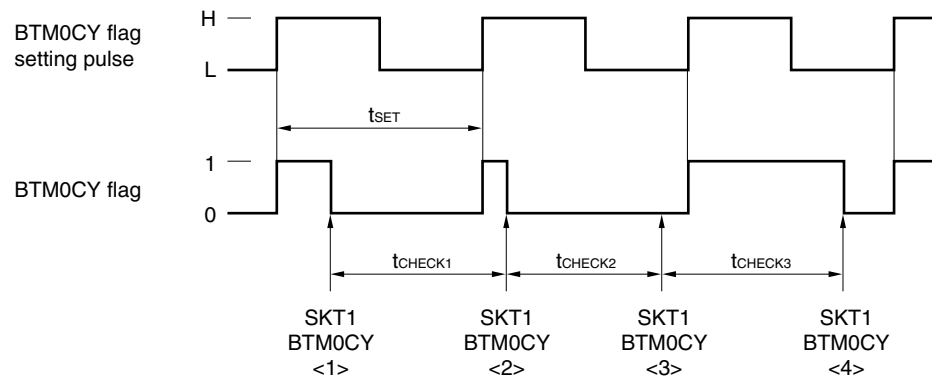 H
BTM0CY flag
setting pulse
L
tSET
1
BTM0CY flag
0
tCHECK1
tCHECK2
tCHECK3
SKT1
BTM0CY
<1>
SKT1
BTM0CY
<2>
SKT1
BTM0CY
<3>
SKT1
BTM0CY
<4>